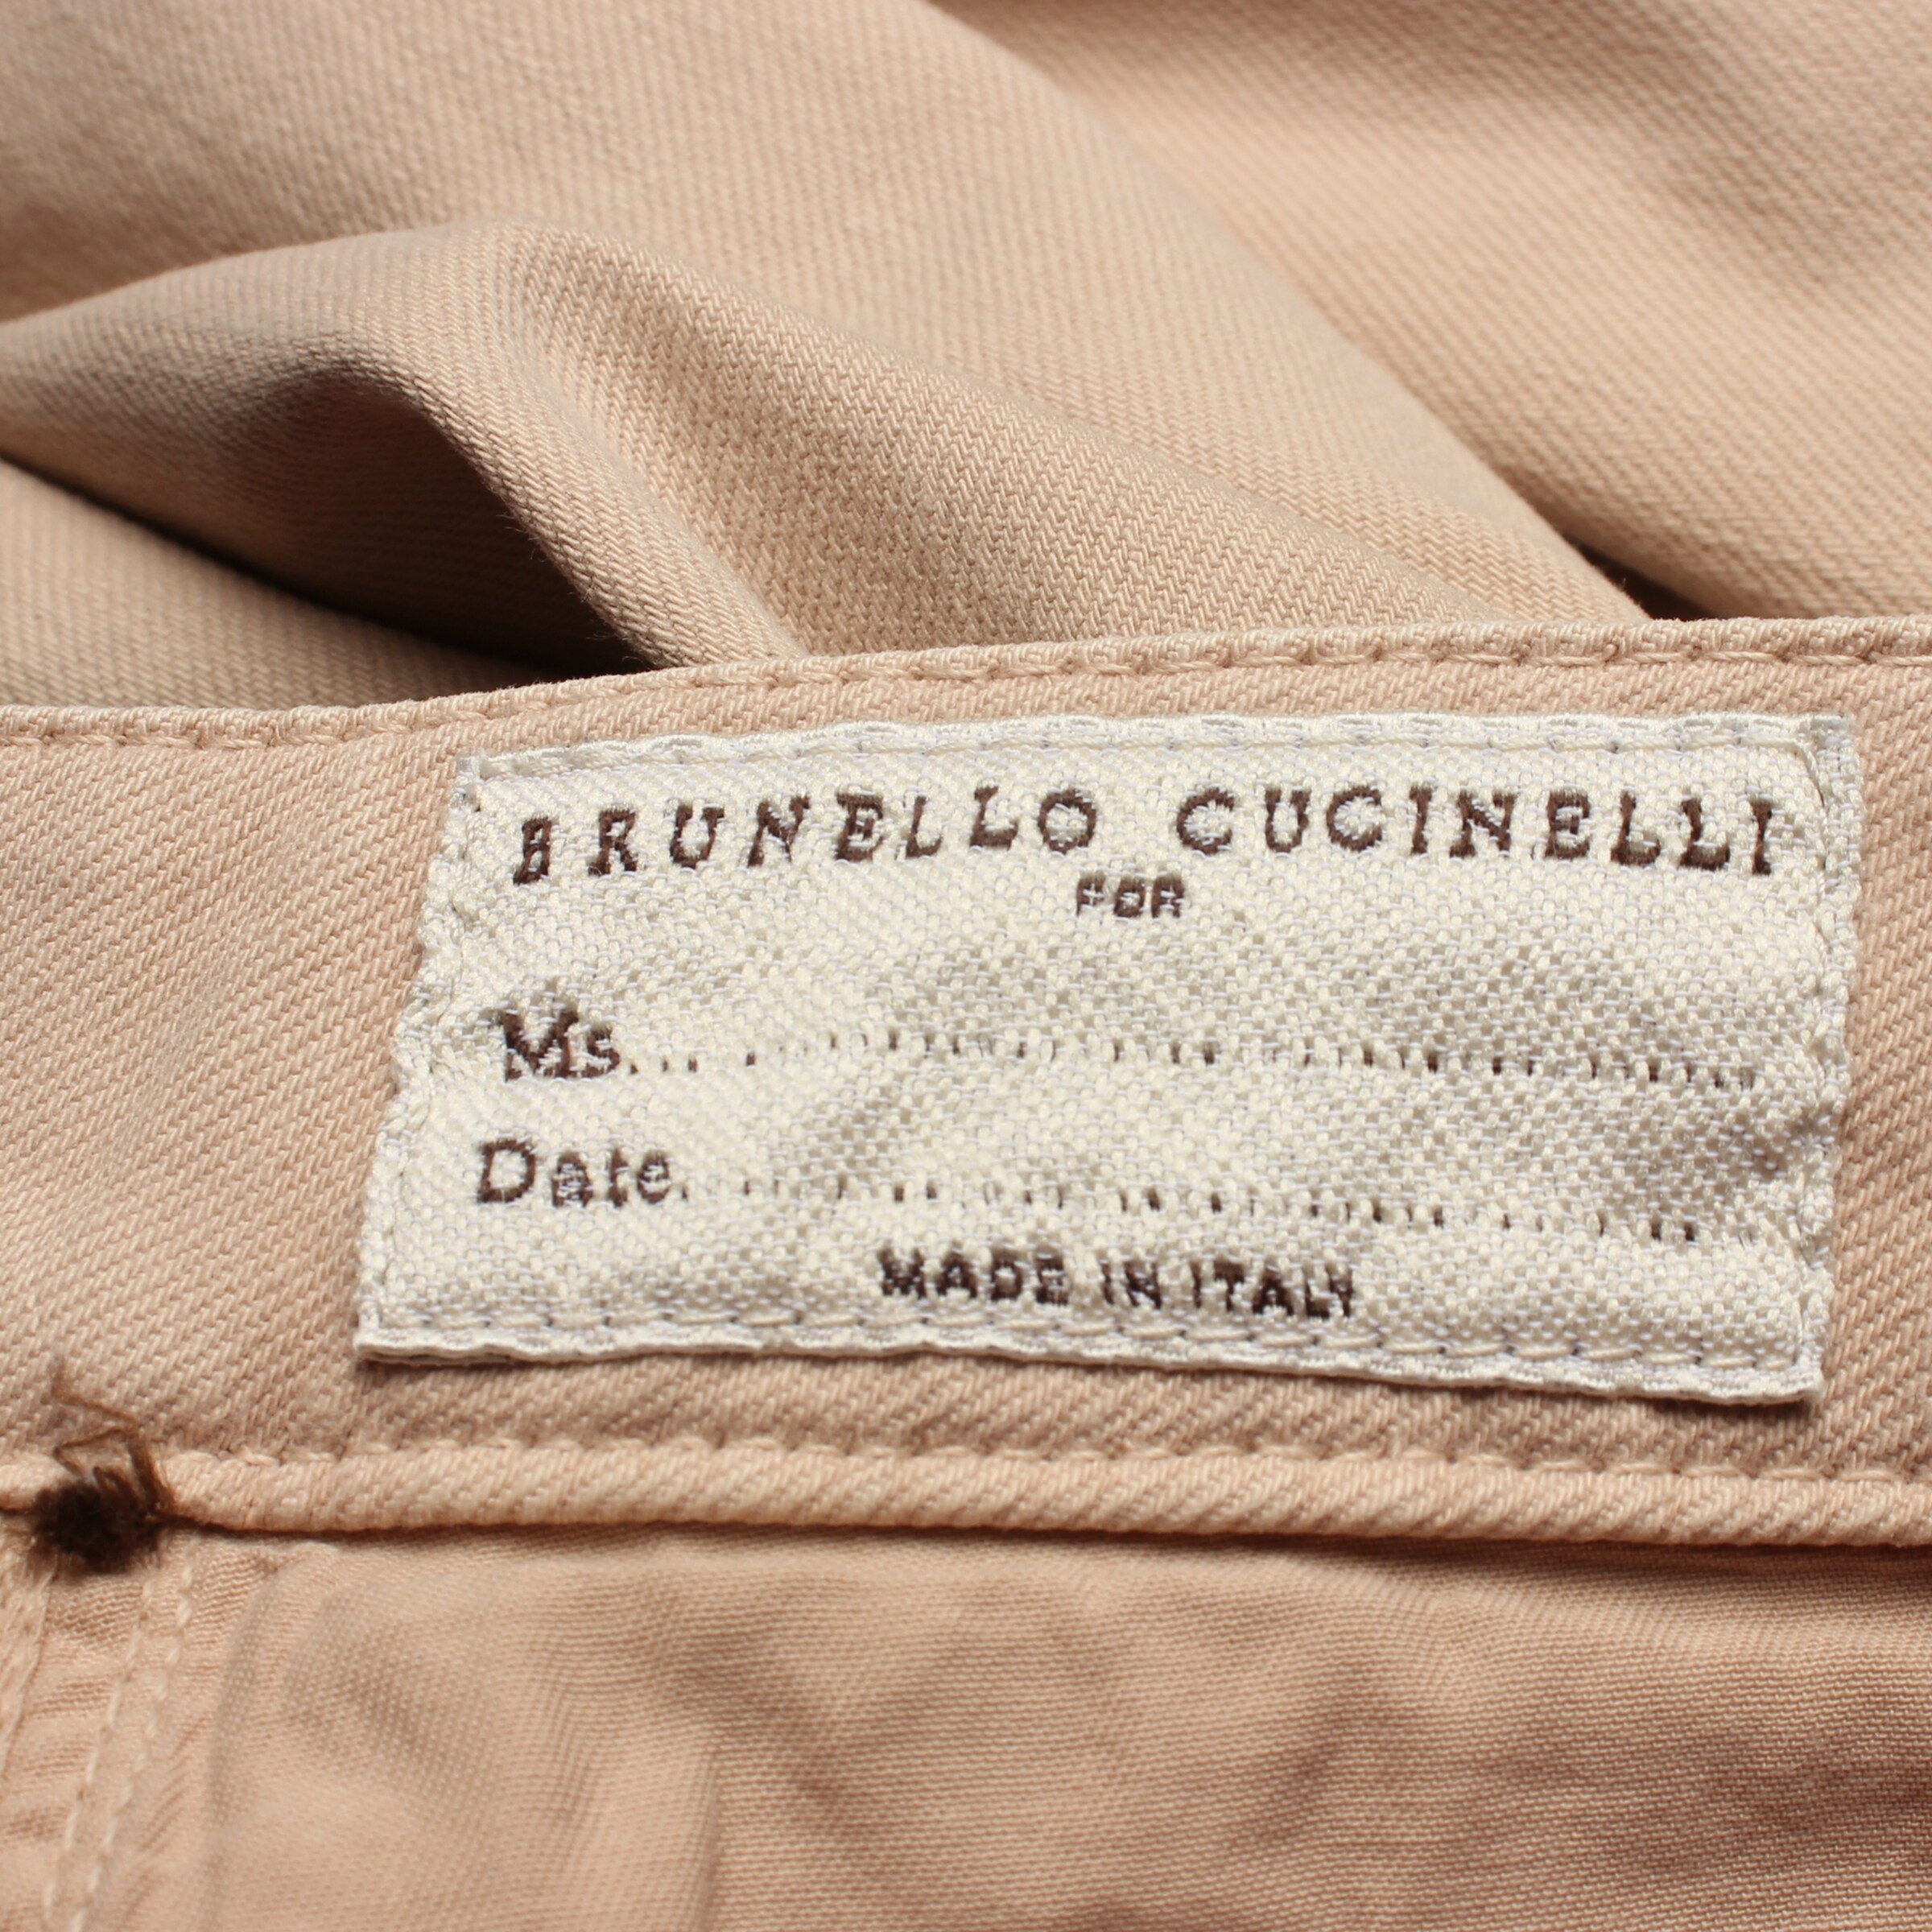 BRUNELLO CUCINELLI
FOR
Ms..........................................
Date..........................................
MADE IN ITALY